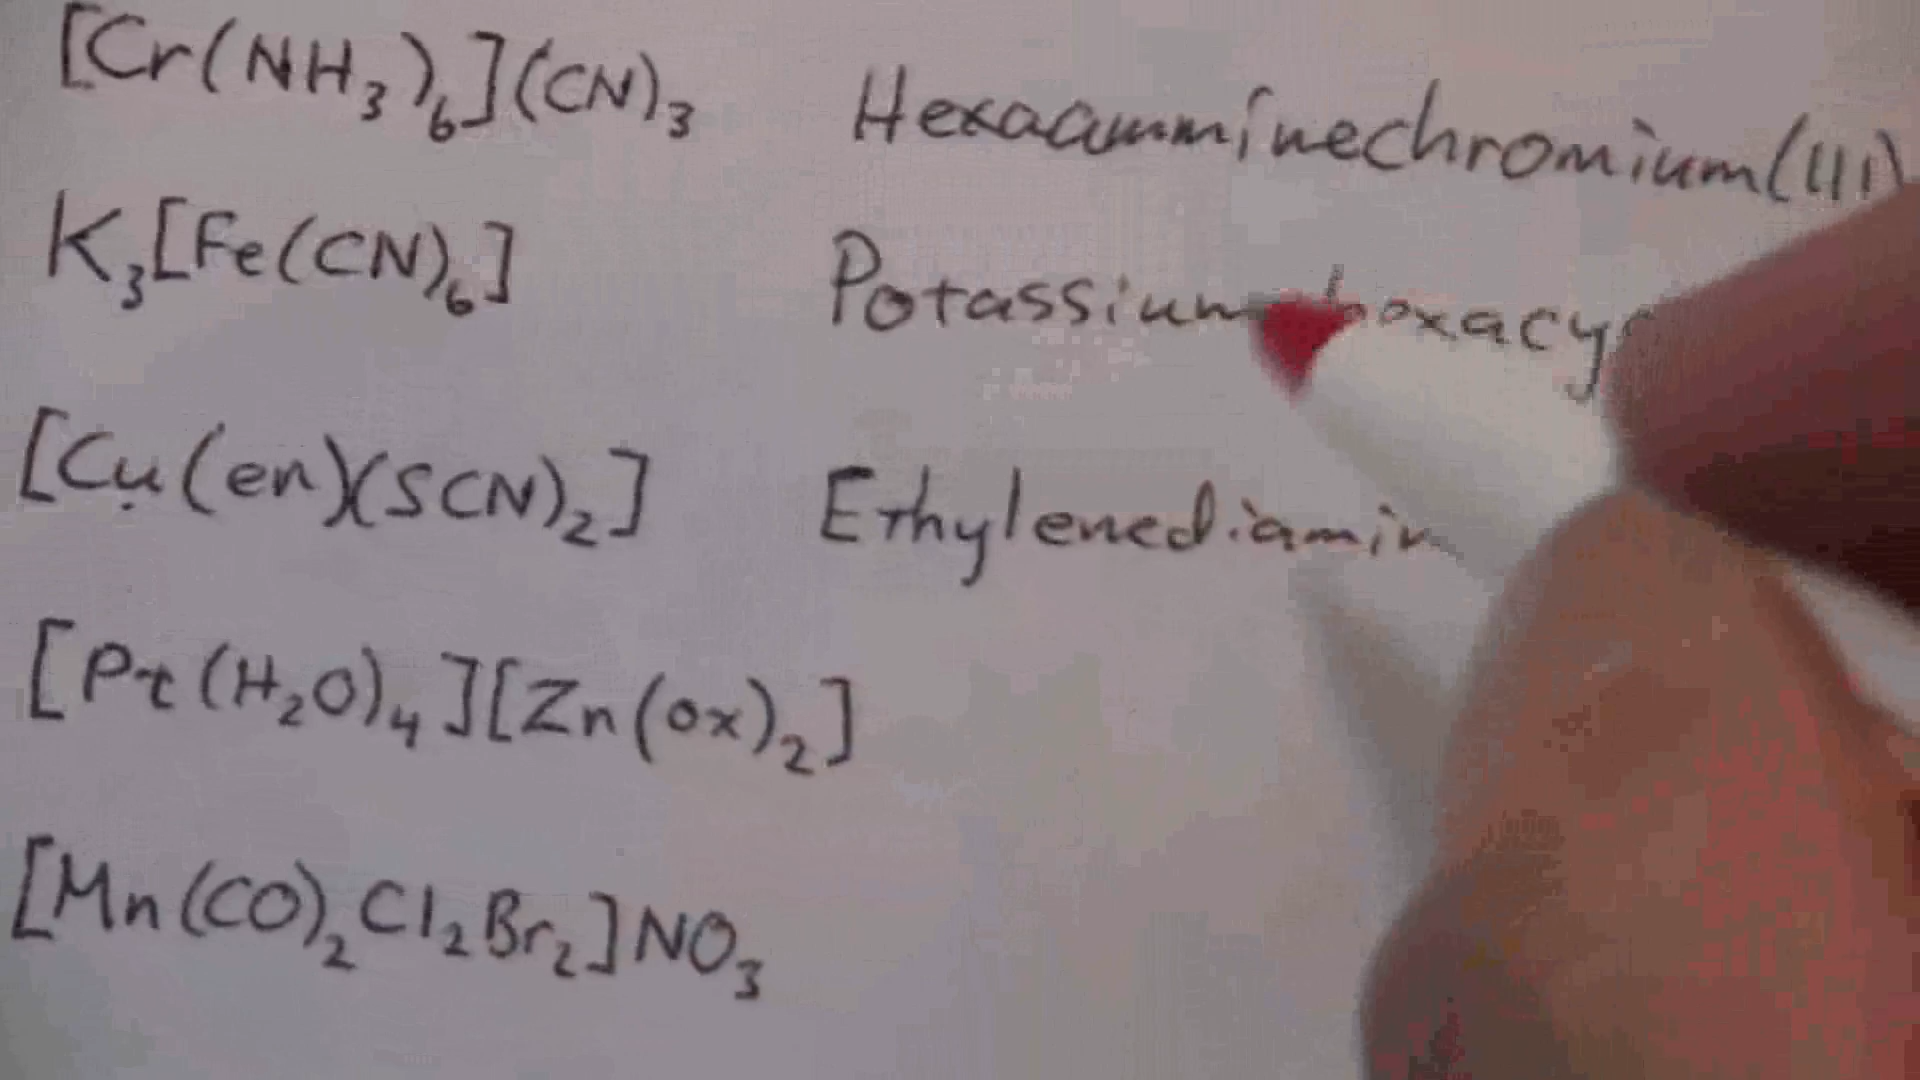 [Cr(NH₃)₆](CN)₃ Hexaamminechromium(III)
K₃[Fe(CN)₆] Potassium hexacy
[Cu(en)(SCN)₂] Ethylenediamin
[Pt(H₂O)₄][Zn(ox)₂]
[Mn(CO)₂Cl₂Br₂]NO₃